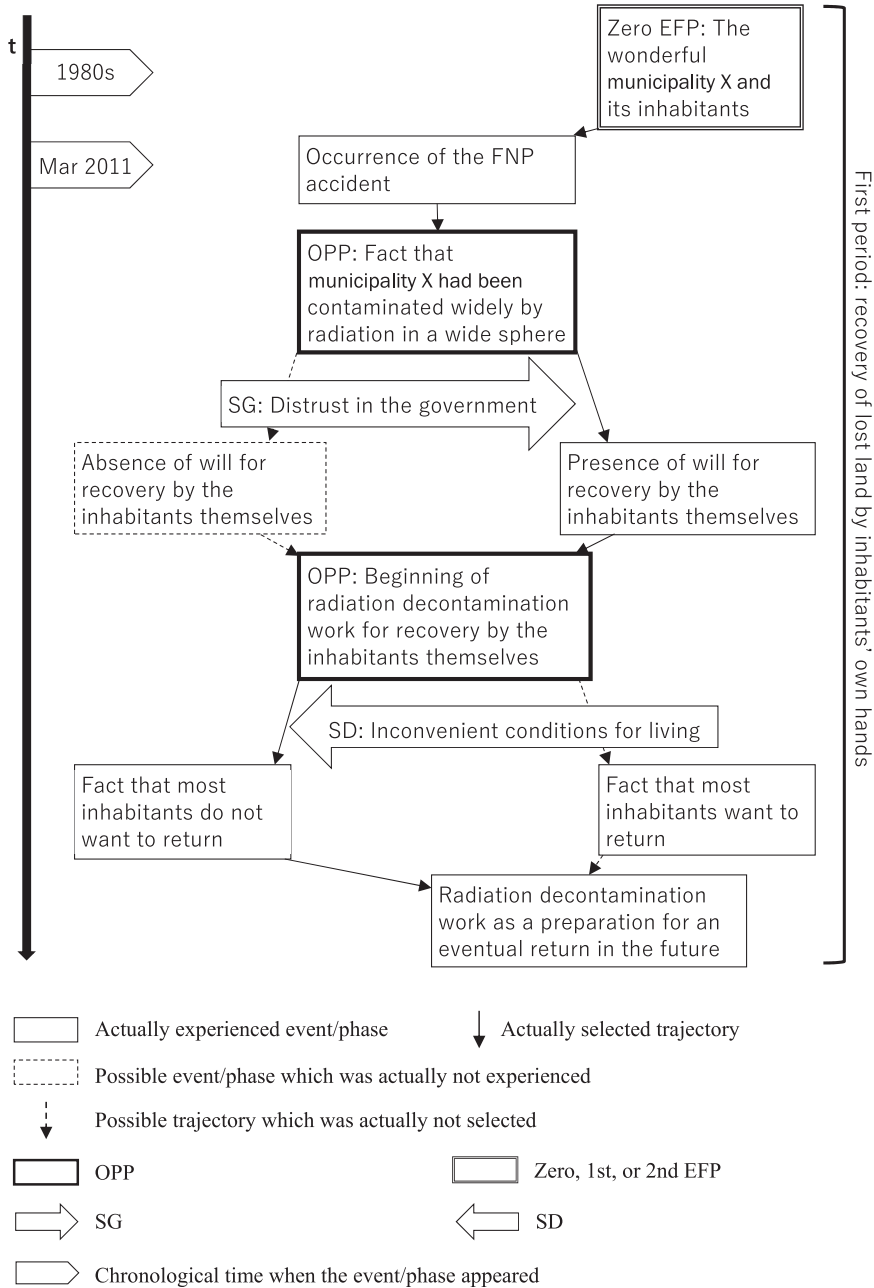 t
1980s
Mar 2011
Zero EFP: The
wonderful
municipality X and
its inhabitants
Occurrence of the FNP
accident
OPP: Fact that
municipality X had been
contaminated widely by
radiation in a wide sphere
SG: Distrust in the government
Absence of will for
recovery by the
inhabitants themselves
Presence of will for
recovery by the
inhabitants themselves
OPP: Beginning of
radiation decontamination
work for recovery by the
inhabitants themselves
SD: Inconvenient conditions for living
Fact that most
inhabitants do not
want to return
Fact that most
inhabitants want to
return
Radiation decontamination
work as a preparation for an
eventual return in the future
First period: recovery of lost land by inhabitants' own hands
Actually experienced event/phase
Actually selected trajectory
Possible event/phase which was actually not experienced
Possible trajectory which was actually not selected
OPP
Zero, 1st, or 2nd EFP
SG
SD
Chronological time when the event/phase appeared